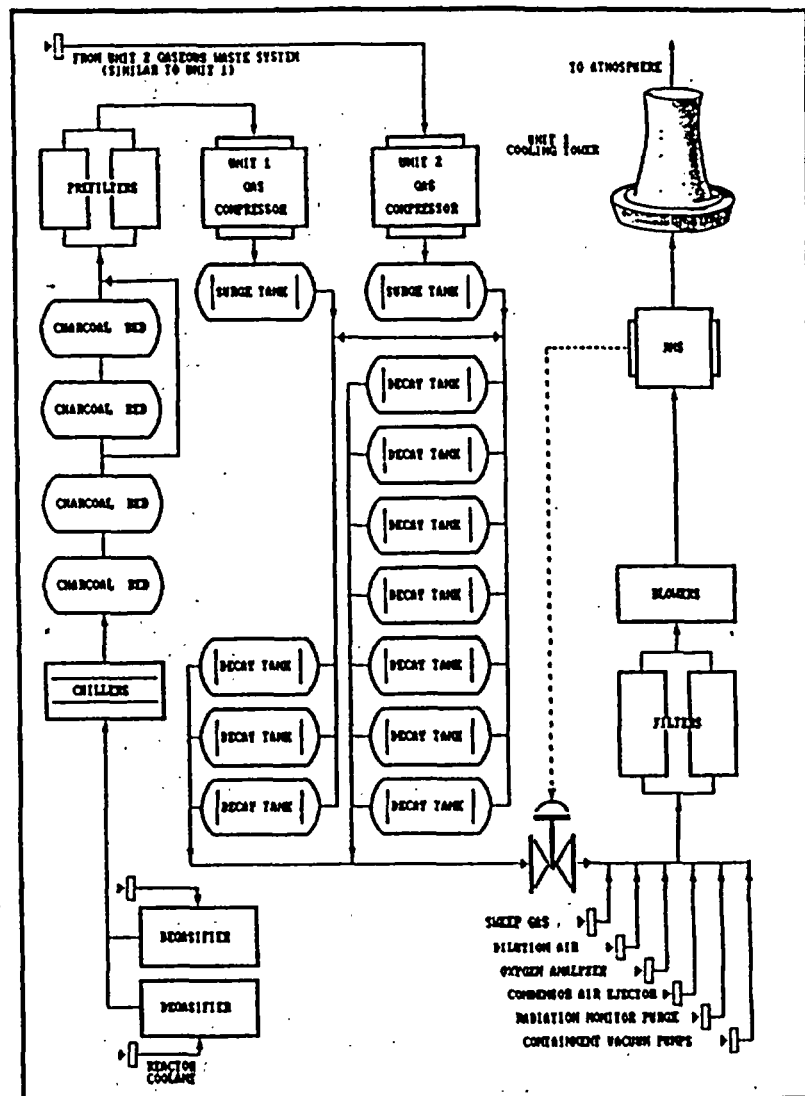 FROM UNIT 2 GASEOUS WASTE SYSTEM
(SIMILAR TO UNIT 1)
TO ATMOSPHERE
UNIT
COOLING TOWER
PREFILTERS
UNIT 1
GAS
COMPRESSOR
UNIT 2
GAS
COMPRESSOR
SURGE TANK
SURGE TANK
CHARCOAL BED
CHARCOAL BED
CHARCOAL BED
CHARCOAL BED
RMS
DECAY TANK
DECAY TANK
DECAY TANK
DECAY TANK
DECAY TANK
DECAY TANK
DECAY TANK
DECAY TANK
DECAY TANK
DECAY TANK
CHILLERS
BLOWERS
FILTERS
DEGASIFIER
DEGASIFIER
REACTOR
COOLANT
SWEEP GAS
DILUTION AIR
OXYGEN ANALYZER
CONDENSOR AIR EJECTOR
RADIATION MONITOR PURGE
CONTAINMENT VACUUM PUMPS